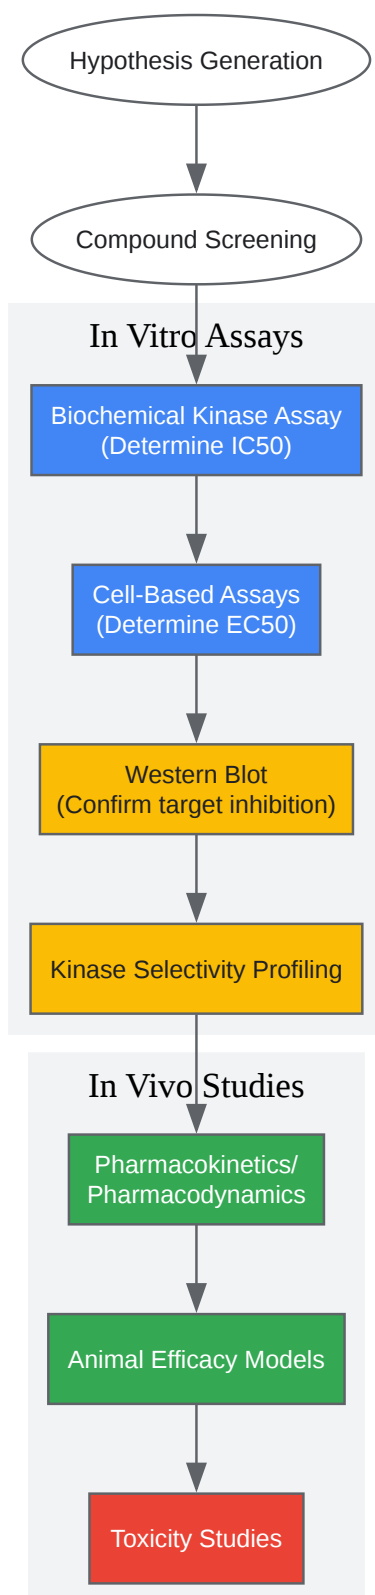 Hypothesis Generation
Compound Screening
In Vitro Assays
Biochemical Kinase Assay
(Determine IC50)
Cell-Based Assays
(Determine EC50)
Western Blot
(Confirm target inhibition)
Kinase Selectivity Profiling
In Vivo Studies
Pharmacokinetics/
Pharmacodynamics
Animal Efficacy Models
Toxicity Studies